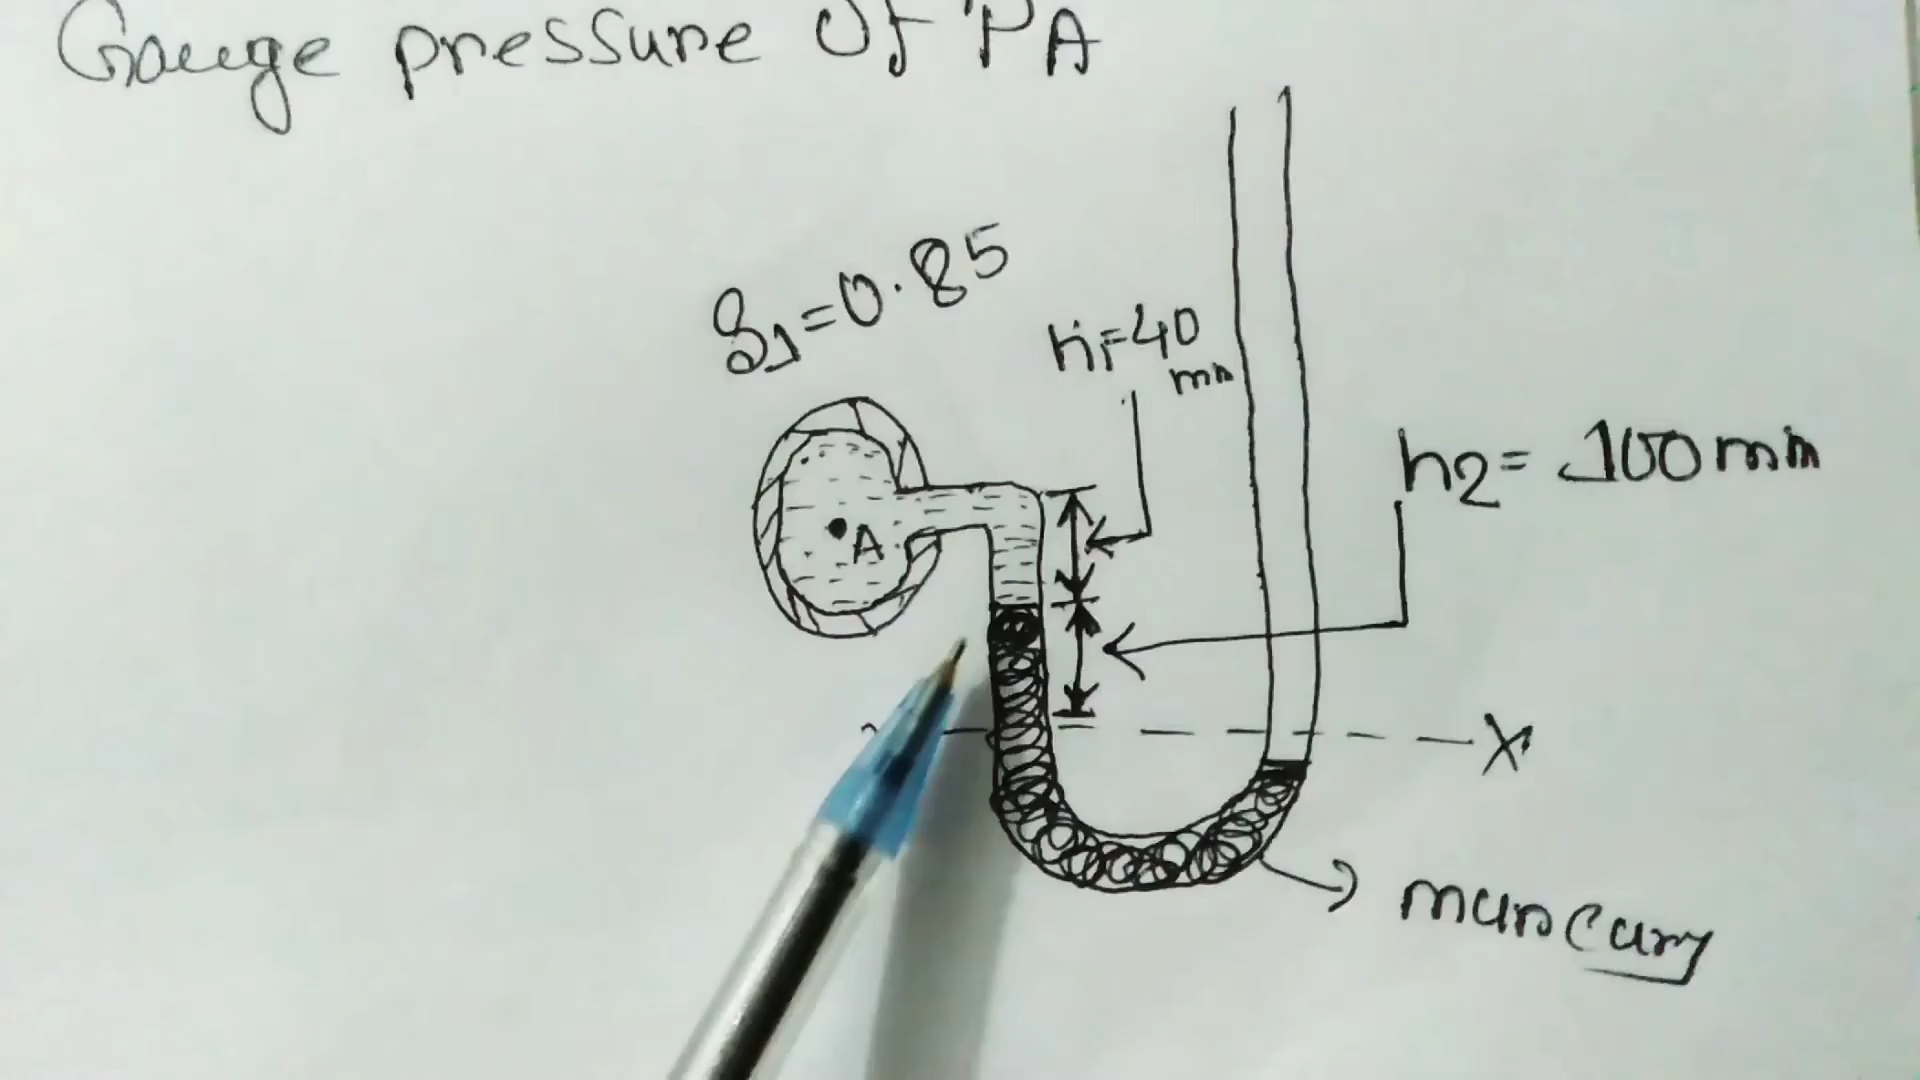 Gauge pressure Of PA
S1=0.85
h1=40
mm
h2= 100mm
A
X
mercury